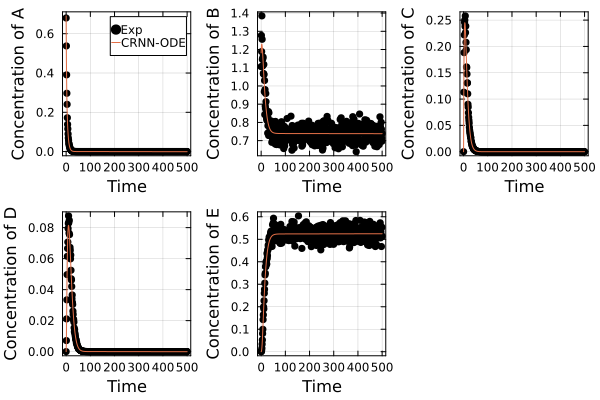 Concentration of A
0.6
0.4
0.2
0.0
0 100 200 300 400 500
Time
Exp
CRNN-ODE
Concentration of B
1.4
1.3
1.2
1.1
1.0
0.9
0.8
0.7
0 100 200 300 400 500
Time
Concentration of C
0.25
0.20
0.15
0.10
0.05
0.00
0 100 200 300 400 500
Time
Concentration of D
0.08
0.06
0.04
0.02
0.00
0 100 200 300 400 500
Time
Concentration of E
0.6
0.5
0.4
0.3
0.2
0.1
0.0
0 100 200 300 400 500
Time